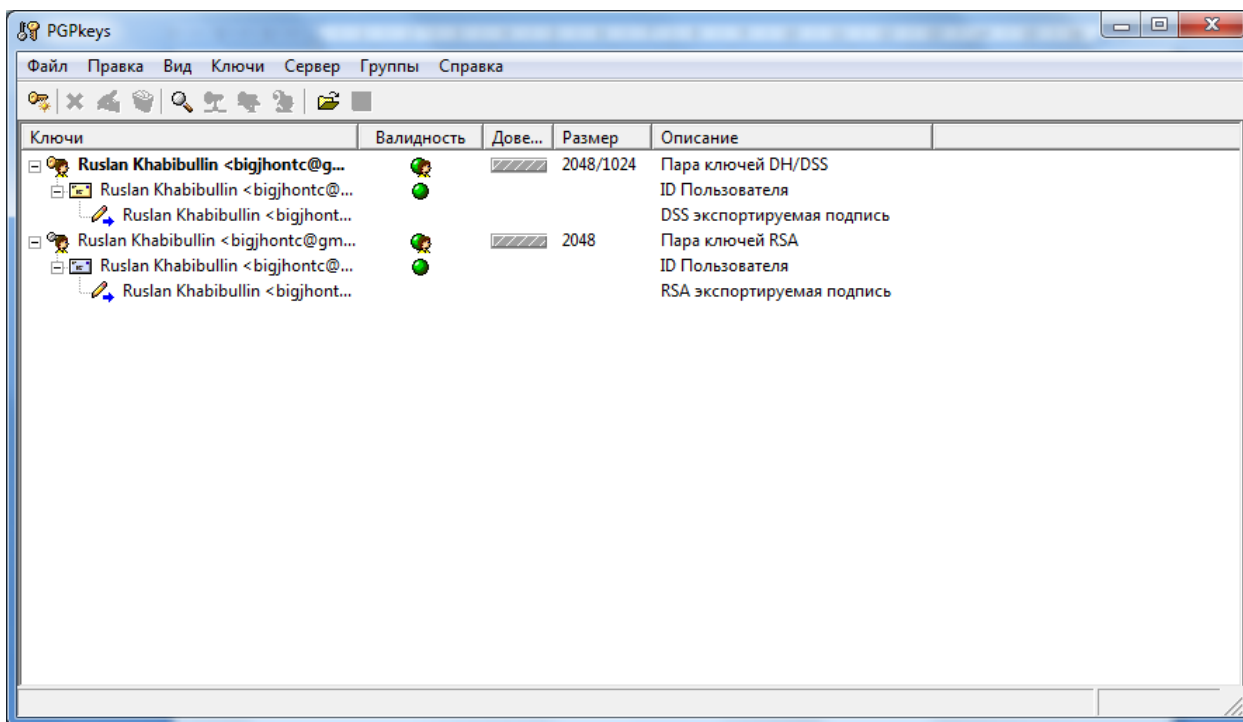 PGPkeys
Файл Правка Вид Ключи Сервер Группы Справка
Ключи Валидность Дове... Размер Описание
Ruslan Khabibullin <bigjhontc@g... 2048/1024 Пара ключей DH/DSS
Ruslan Khabibullin <bigjhontc@... ID Пользователя
Ruslan Khabibullin <bigjhont... DSS экспортируемая подпись
Ruslan Khabibullin <bigjhontc@gm... 2048 Пара ключей RSA
Ruslan Khabibullin <bigjhontc@... ID Пользователя
Ruslan Khabibullin <bigjhont... RSA экспортируемая подпись